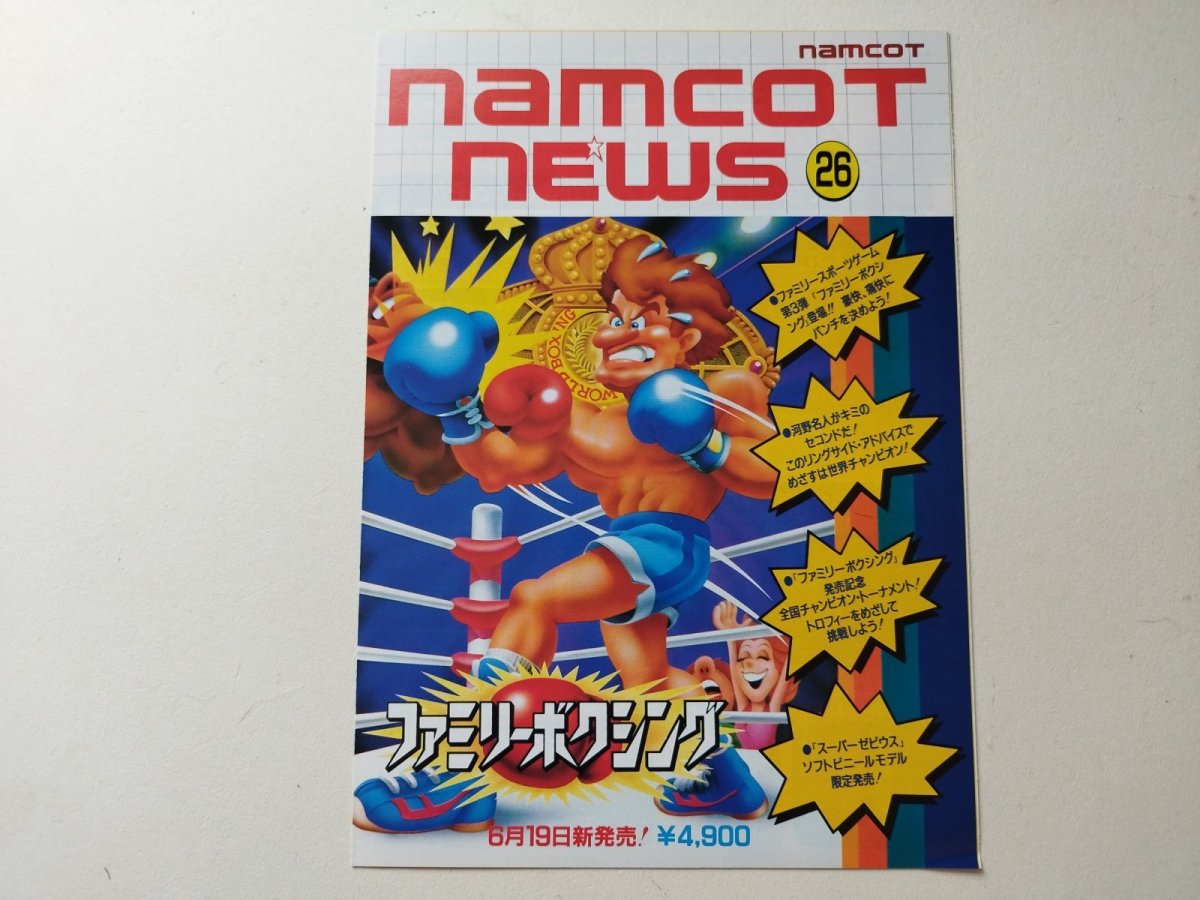 namcoT
namcoT
NEWS
26
WORLD BOXING
●ファミリースポーツゲーム
第3弾「ファミリーボクシ
ング」登場!! 豪快、痛快に
パンチを決めよう!
●河野名人がキミの
セコンドだ!
このリングサイド・アドバイスで
めざすは世界チャンピオン!
●「ファミリーボクシング」
発売記念
全国チャンピオン・トーナメント!
トロフィーをめざして
挑戦しよう!
●「スーパーゼビウス」
ソフトビニールモデル
限定発売!
ファミリーボクシング
6月19日新発売! ¥4,900